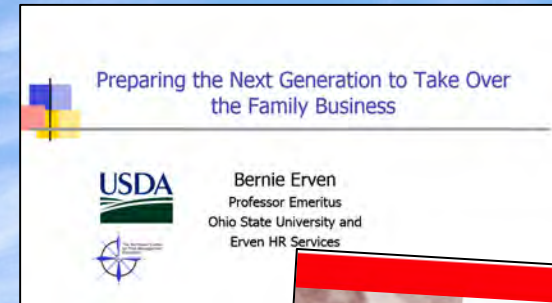 Preparing the Next Generation to Take Over
the Family Business
USDA
Bernie Erven
Professor Emeritus
Ohio State University and
Erven HR Services